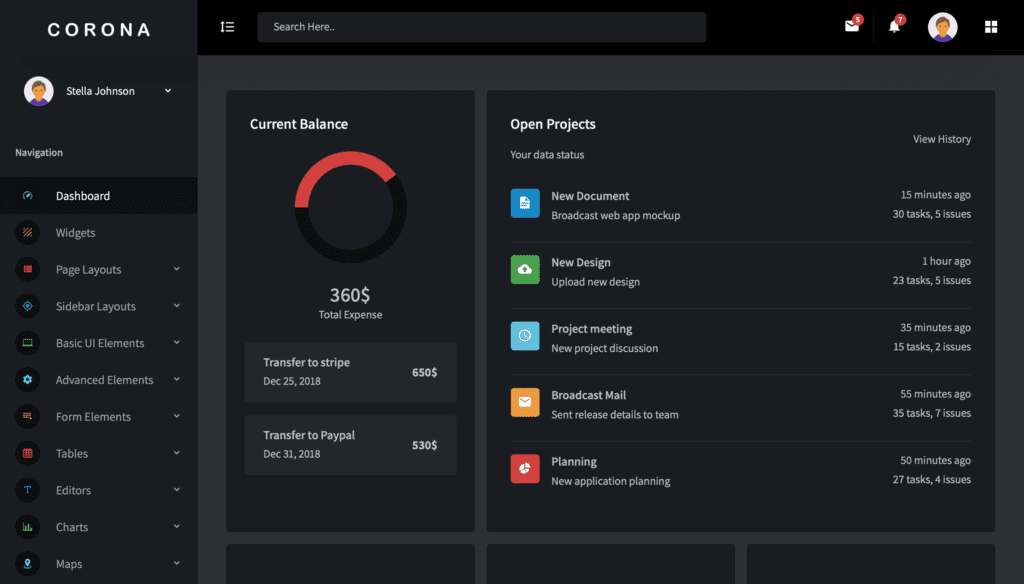 CORONA
Search Here..
5
7
Stella Johnson
Navigation
Dashboard
Widgets
Page Layouts
Sidebar Layouts
Basic UI Elements
Advanced Elements
Form Elements
Tables
Editors
Charts
Maps
Current Balance
360$
Total Expense
Transfer to stripe
Dec 25, 2018
650$
Transfer to Paypal
Dec 31, 2018
530$
Open Projects
View History
Your data status
New Document
Broadcast web app mockup
15 minutes ago
30 tasks, 5 issues
New Design
Upload new design
1 hour ago
23 tasks, 5 issues
Project meeting
New project discussion
35 minutes ago
15 tasks, 2 issues
Broadcast Mail
Sent release details to team
55 minutes ago
35 tasks, 7 issues
Planning
New application planning
50 minutes ago
27 tasks, 4 issues